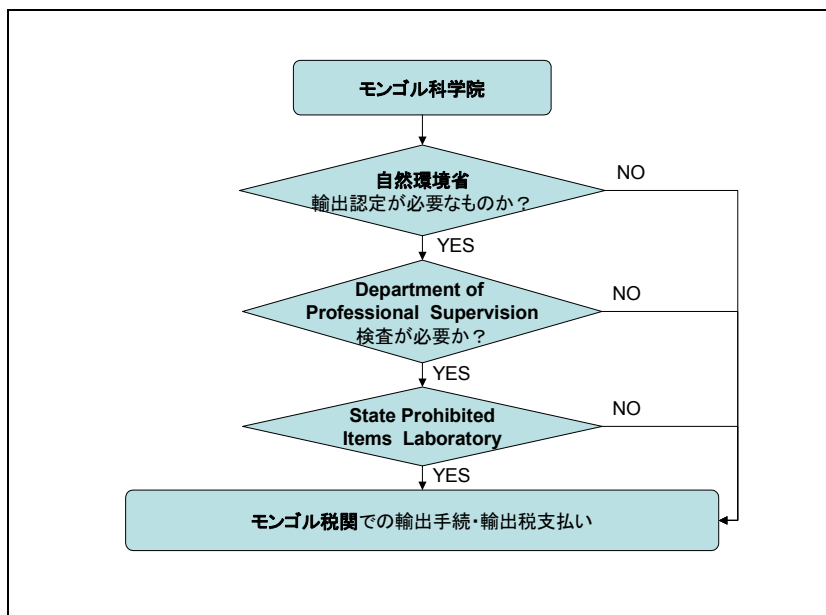 モンゴル科学院
自然環境省
輸出認定が必要なものか？
NO
YES
Department of
Professional Supervision
検査が必要か？
NO
YES
State Prohibited
Items Laboratory
NO
YES
モンゴル税関での輸出手続・輸出税支払い